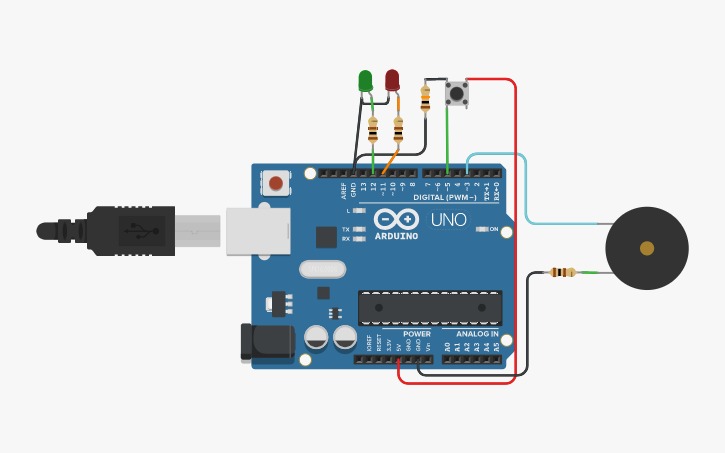 AREF
GND
13
12
~11
~10
~9
8
7
~6
~5
4
~3
2
TX→1
RX←0
DIGITAL (PWM~)
L
TX
RX
ARDUINO
UNO
ON
IOREF
RESET
3.3V
5V
GND
GND
Vin
POWER
ANALOG IN
A0
A1
A2
A3
A4
A5